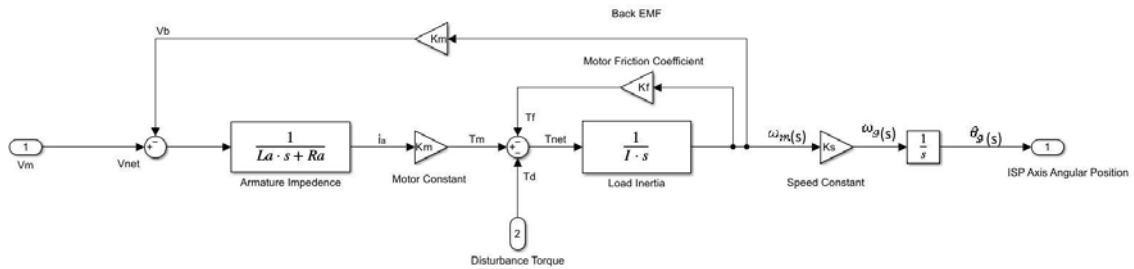 Back EMF
Vb
Km
Motor Friction Coefficient
Kf
Tf
1
Vm
Vnet
1
La · s + Ra
Armature Impedence
ia
Km
Motor Constant
Tm
Tnet
Td
1
I · s
Load Inertia
2
Disturbance Torque
ωm(s)
Ks
Speed Constant
ωg(s)
1
s
θg(s)
1
ISP Axis Angular Position